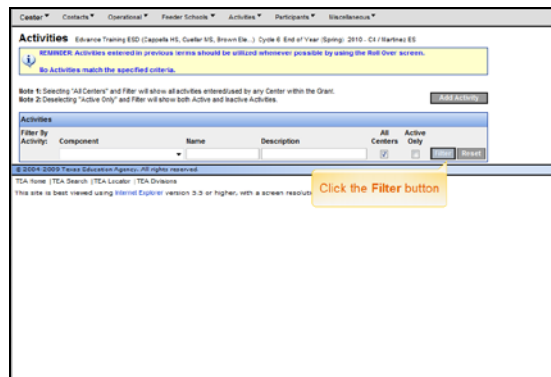 Center Contacts Operational Feeder Schools Activities Participants Miscellaneous
Activities Advance Training ESD (Cappella HS, Cuellar MS, Brown Ele...) Cycle 6 End of Year (Spring) 2010 - C4 / Martinez ES
REMINDER: Activities entered in previous terms should be utilized whenever possible by using the Roll Over screen.
No Activities match the specified criteria.
Note 1: Selecting "All Centers" and Filter will show all activities entered/used by any Center within the Grant.
Note 2: Deselecting "Active Only" and Filter will show both Active and Inactive Activities.
Add Activity
Activities
Filter By Activity: Component Name Description All Centers Active Only
Filter Reset
© 2004-2009 Texas Education Agency. All rights reserved.
TEA Home | TEA Search | TEA Locator | TEA Divisions
This site is best viewed using Internet Explorer version 5.5 or higher, with a screen resolut
Click the Filter button